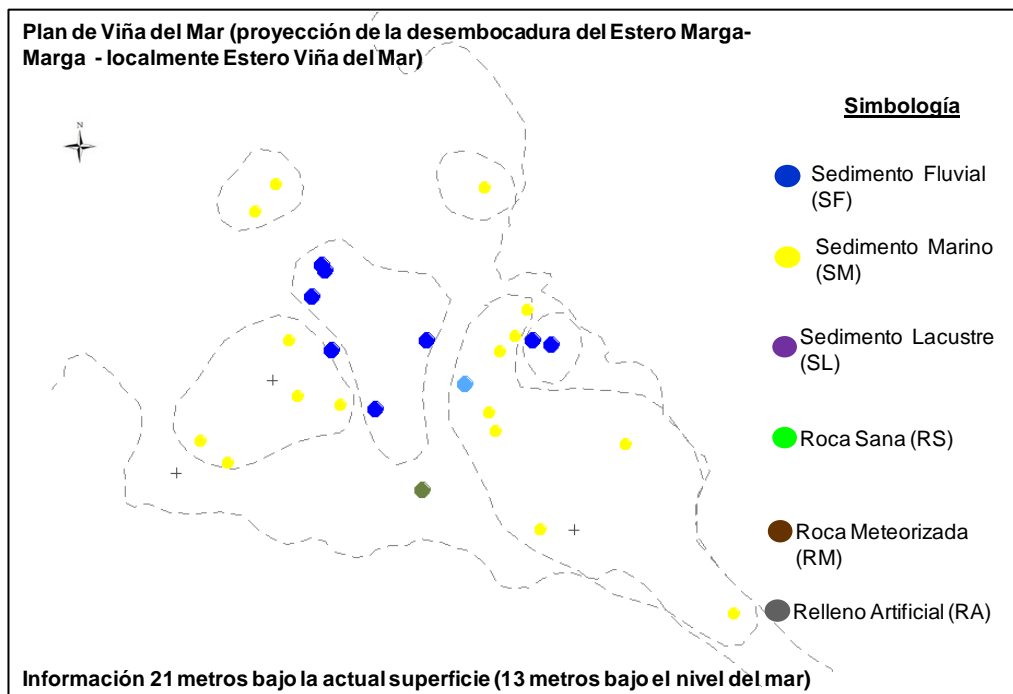 Plan de Viña del Mar (proyección de la desembocadura del Estero Marga-
Marga - localmente Estero Viña del Mar)
N
Simbología
Sedimento Fluvial
(SF)
Sedimento Marino
(SM)
Sedimento Lacustre
(SL)
Roca Sana (RS)
Roca Meteorizada
(RM)
Relleno Artificial (RA)
Información 21 metros bajo la actual superficie (13 metros bajo el nivel del mar)